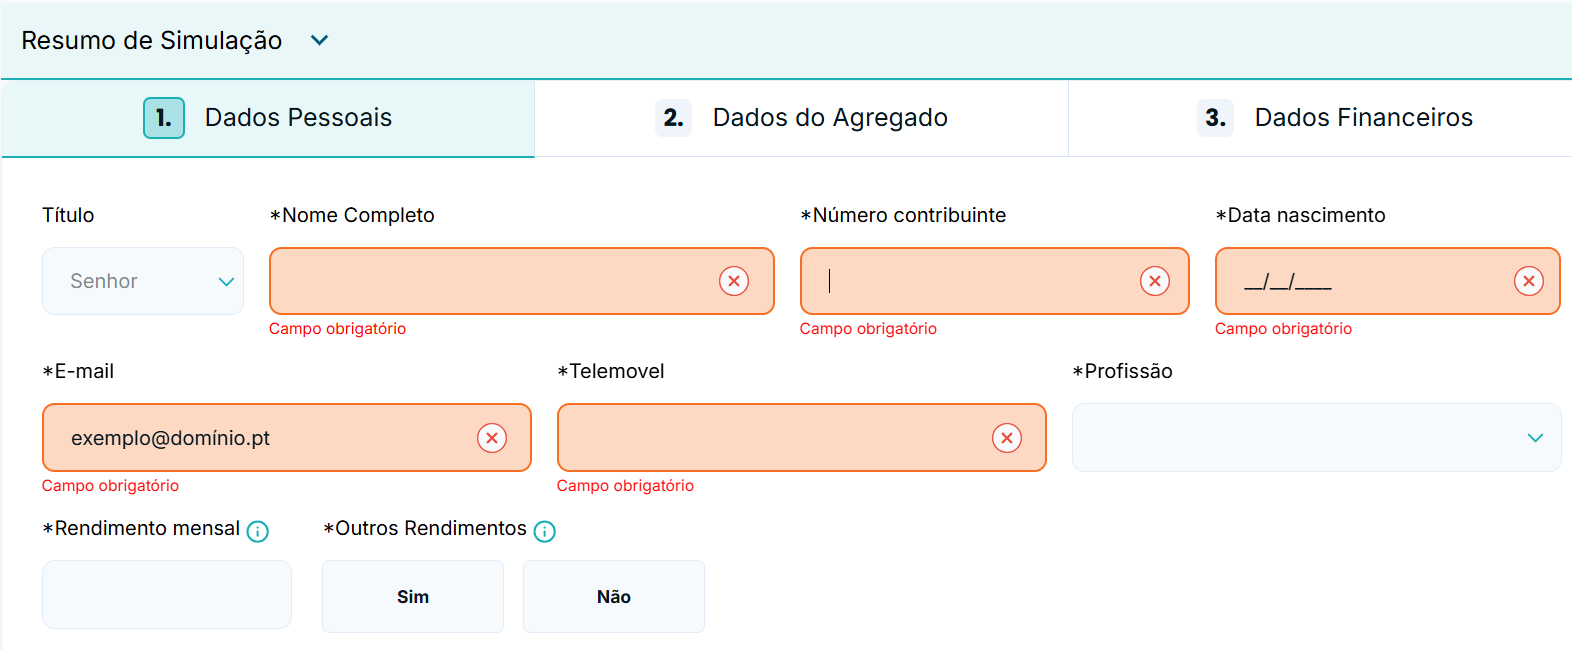 Resumo de Simulação
1. Dados Pessoais
2. Dados do Agregado
3. Dados Financeiros
Título
*Nome Completo
*Número contribuinte
*Data nascimento
Senhor
__/__/____
Campo obrigatório
Campo obrigatório
Campo obrigatório
*E-mail
*Telemovel
*Profissão
exemplo@domínio.pt
Campo obrigatório
Campo obrigatório
*Rendimento mensal
*Outros Rendimentos
Sim
Não